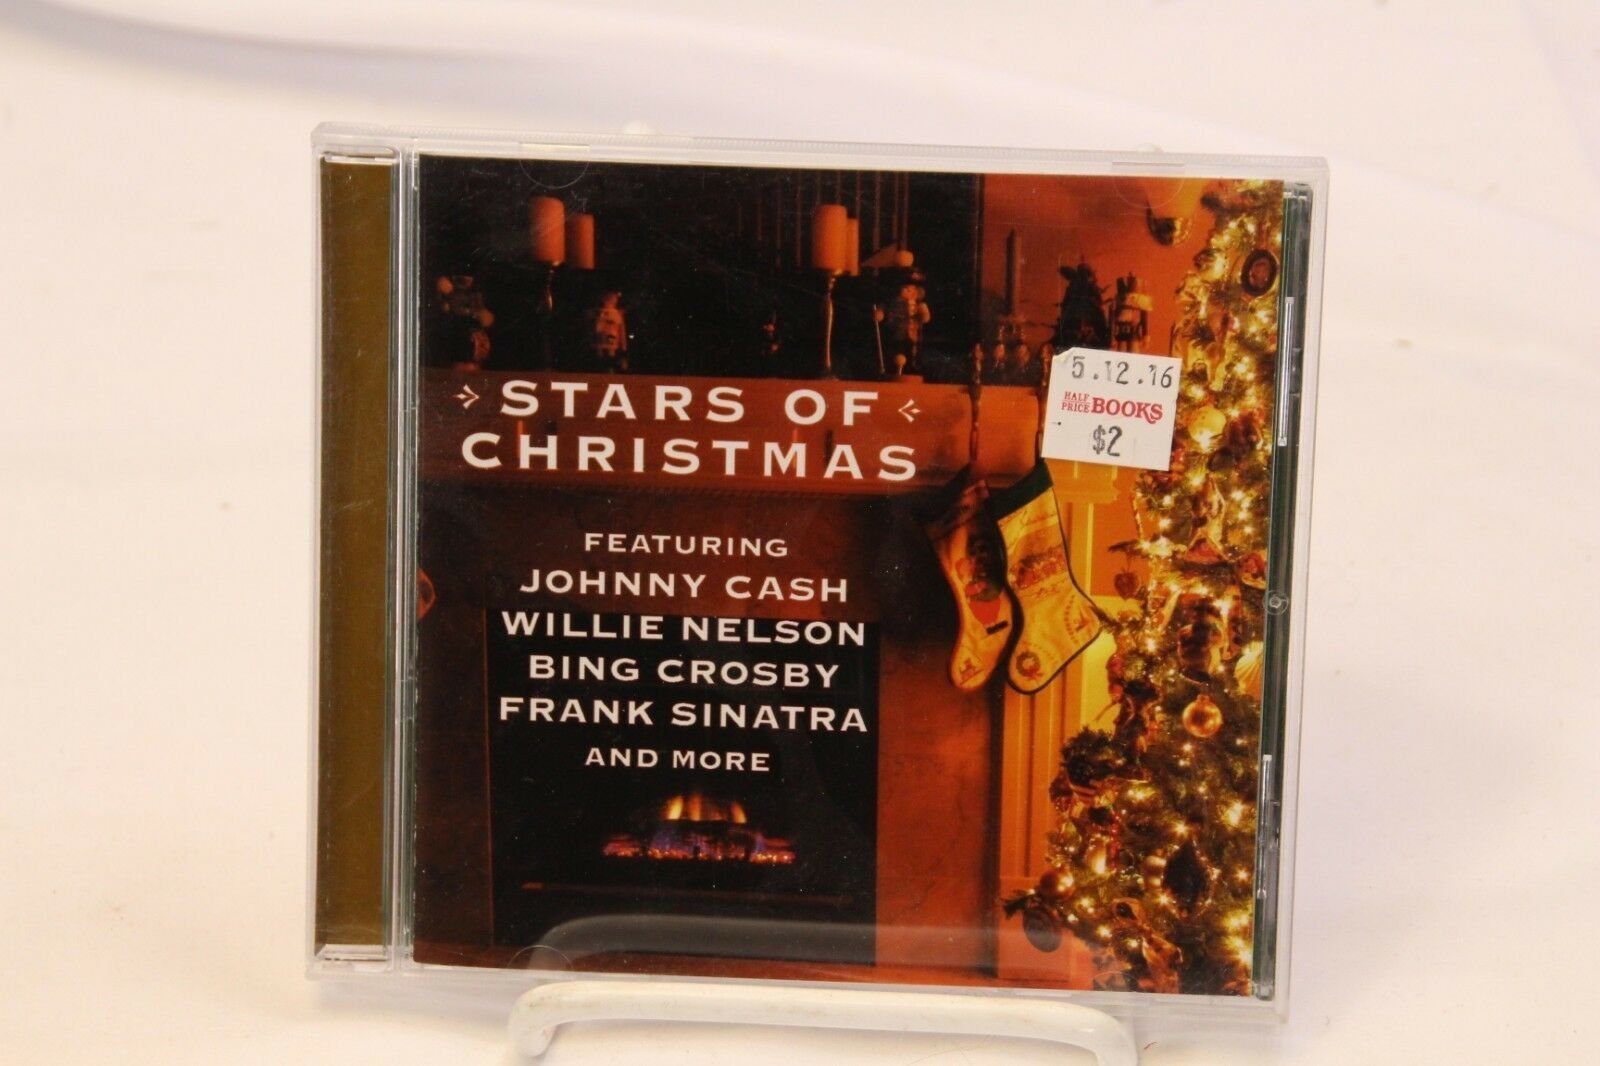 STARS OF
CHRISTMAS
FEATURING
JOHNNY CASH
WILLIE NELSON
BING CROSBY
FRANK SINATRA
AND MORE
5.12.16
HALF PRICE BOOKS
$2